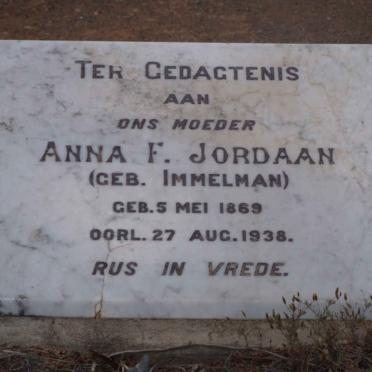 TER GEDAGTENIS
AAN
ONS MOEDER
ANNA F. JORDAAN
(GEB. IMMELMAN)
GEB. 5 MEI 1869
OORL. 27 AUG. 1938.
RUS IN VREDE.